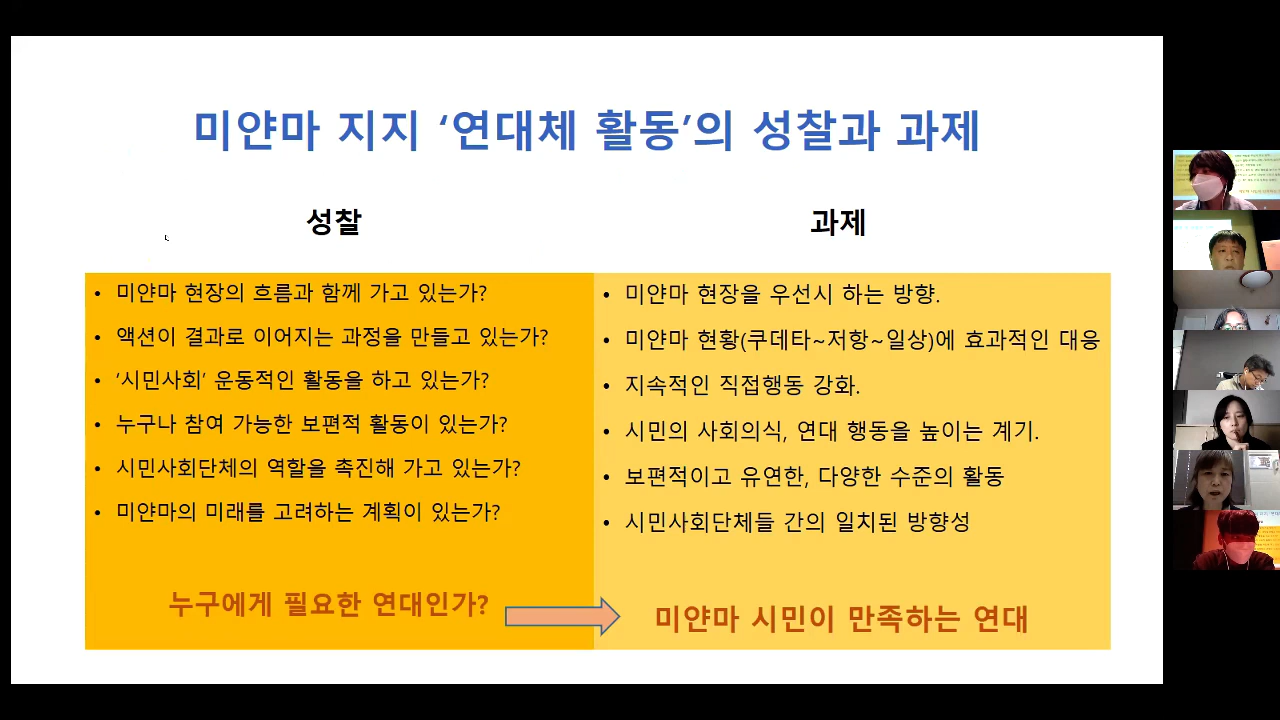 미얀마 지지 ‘연대체 활동’의 성찰과 과제
성찰
• 미얀마 현장의 흐름과 함께 가고 있는가?
• 액션이 결과로 이어지는 과정을 만들고 있는가?
• ‘시민사회’ 운동적인 활동을 하고 있는가?
• 누구나 참여 가능한 보편적 활동이 있는가?
• 시민사회단체의 역할을 촉진해 가고 있는가?
• 미얀마의 미래를 고려하는 계획이 있는가?
누구에게 필요한 연대인가?
과제
• 미얀마 현장을 우선시 하는 방향.
• 미얀마 현황(쿠데타~저항~일상)에 효과적인 대응
• 지속적인 직접행동 강화.
• 시민의 사회의식, 연대 행동을 높이는 계기.
• 보편적이고 유연한, 다양한 수준의 활동
• 시민사회단체들 간의 일치된 방향성
미얀마 시민이 만족하는 연대